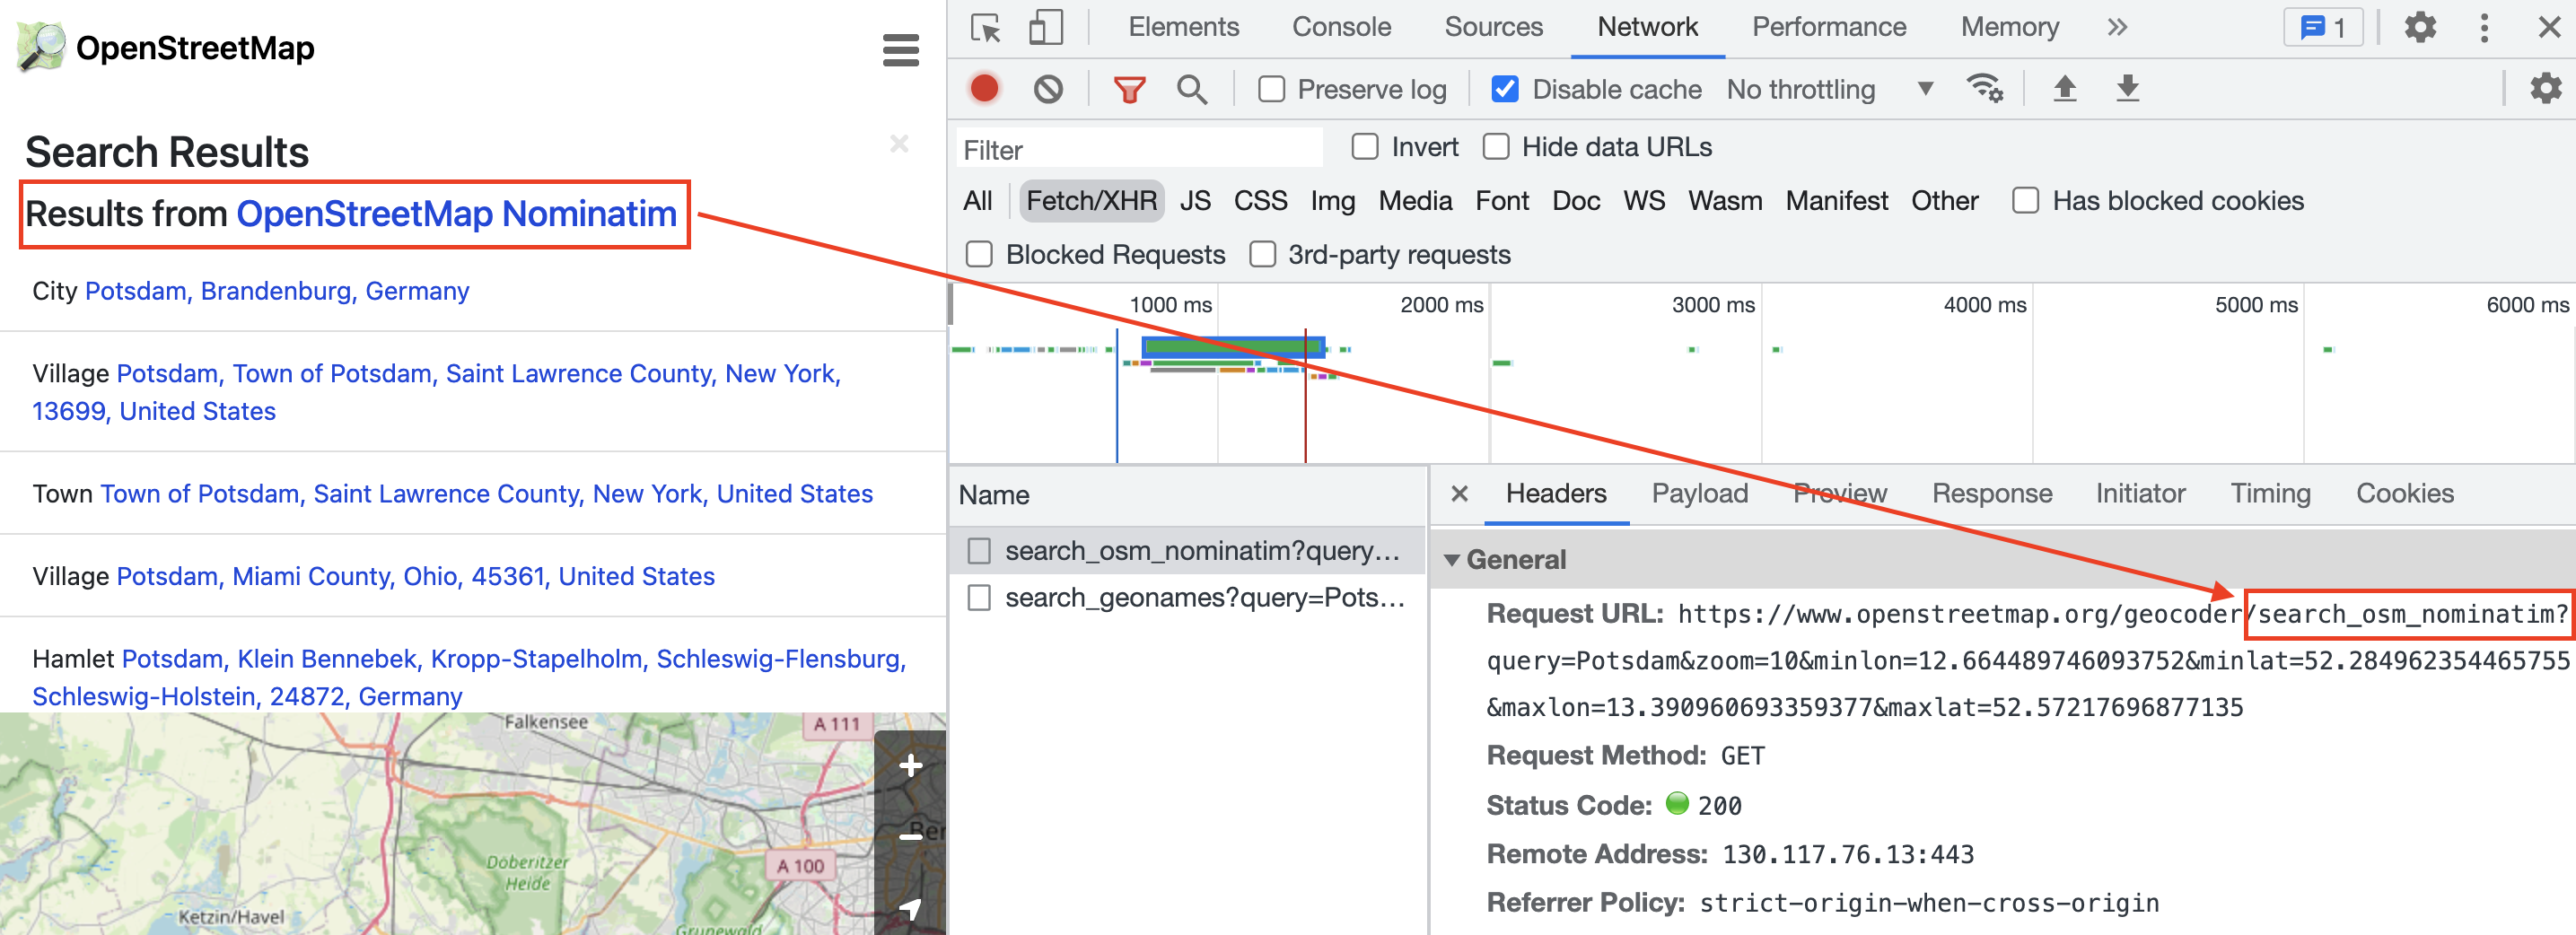 OpenStreetMap
Search Results
Results from OpenStreetMap Nominatim
City Potsdam, Brandenburg, Germany
Village Potsdam, Town of Potsdam, Saint Lawrence County, New York,
13699, United States
Town Town of Potsdam, Saint Lawrence County, New York, United States
Village Potsdam, Miami County, Ohio, 45361, United States
Hamlet Potsdam, Klein Bennebek, Kropp-Stapelholm, Schleswig-Flensburg,
Schleswig-Holstein, 24872, Germany
Falkensee
A 111
Ber
Döberitzer
Heide
A 100
Ketzin/Havel
Grunewald
Elements Console Sources Network Performance Memory 1
Preserve log Disable cache No throttling
Filter Invert Hide data URLs
All Fetch/XHR JS CSS Img Media Font Doc WS Wasm Manifest Other Has blocked cookies
Blocked Requests 3rd-party requests
1000 ms 2000 ms 3000 ms 4000 ms 5000 ms 6000 ms
Name
search_osm_nominatim?query...
search_geonames?query=Pots...
Headers Payload Preview Response Initiator Timing Cookies
General
Request URL: https://www.openstreetmap.org/geocoder/search_osm_nominatim?
query=Potsdam&zoom=10&minlon=12.664489746093752&minlat=52.284962354465755
&maxlon=13.390960693359377&maxlat=52.57217696877135
Request Method: GET
Status Code: 200
Remote Address: 130.117.76.13:443
Referrer Policy: strict-origin-when-cross-origin